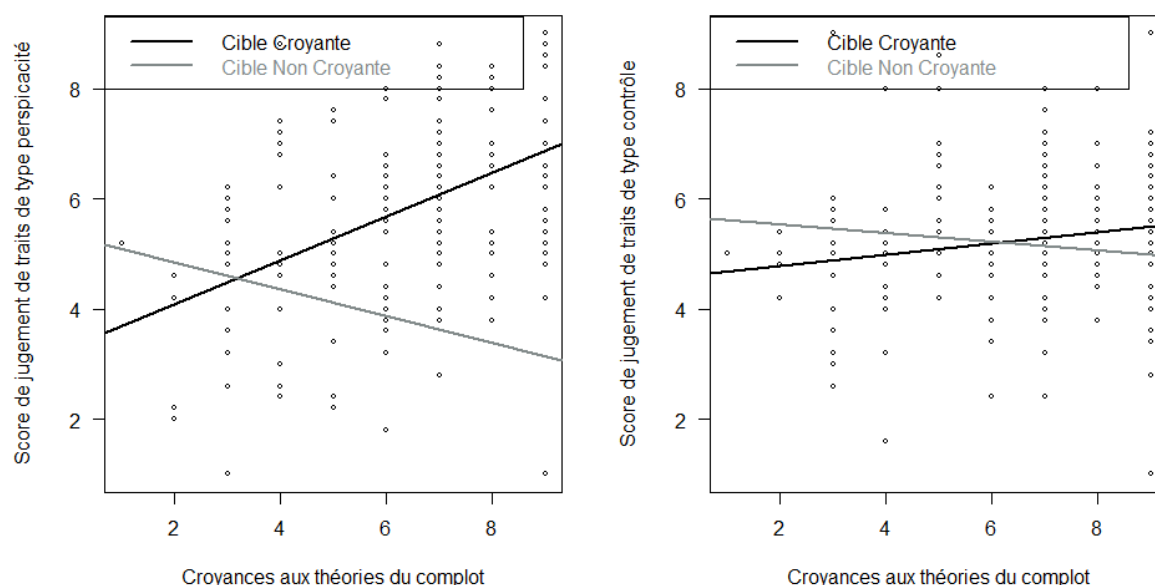 Score de jugement de traits de type perspicacité
Cible Croyante
Cible Non Croyante
8
6
4
2
2 4 6 8
Croyances aux théories du complot
Score de jugement de traits de type contrôle
Cible Croyante
Cible Non Croyante
8
6
4
2
2 4 6 8
Croyances aux théories du complot